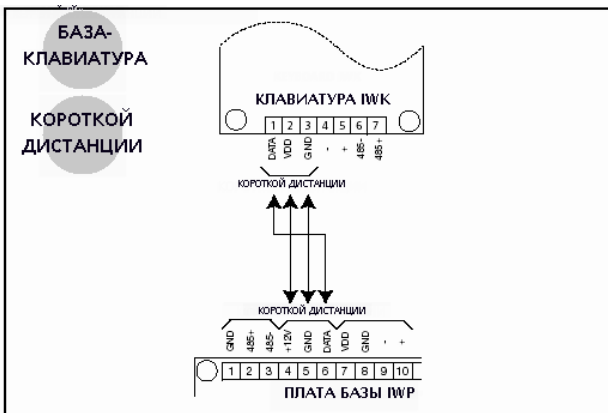 БАЗА-
КЛАВИАТУРА
КОРОТКОЙ
ДИСТАНЦИИ
КЛАВИАТУРА IWK
1 2 3 4 5 6 7
DATA VDD GND - + 485- 485+
КОРОТКОЙ ДИСТАНЦИИ
КОРОТКОЙ ДИСТАНЦИИ
GND 485+ 485- +12V GND DATA VDD GND - +
1 2 3 4 5 6 7 8 9 10
ПЛАТА БАЗЫ IWP